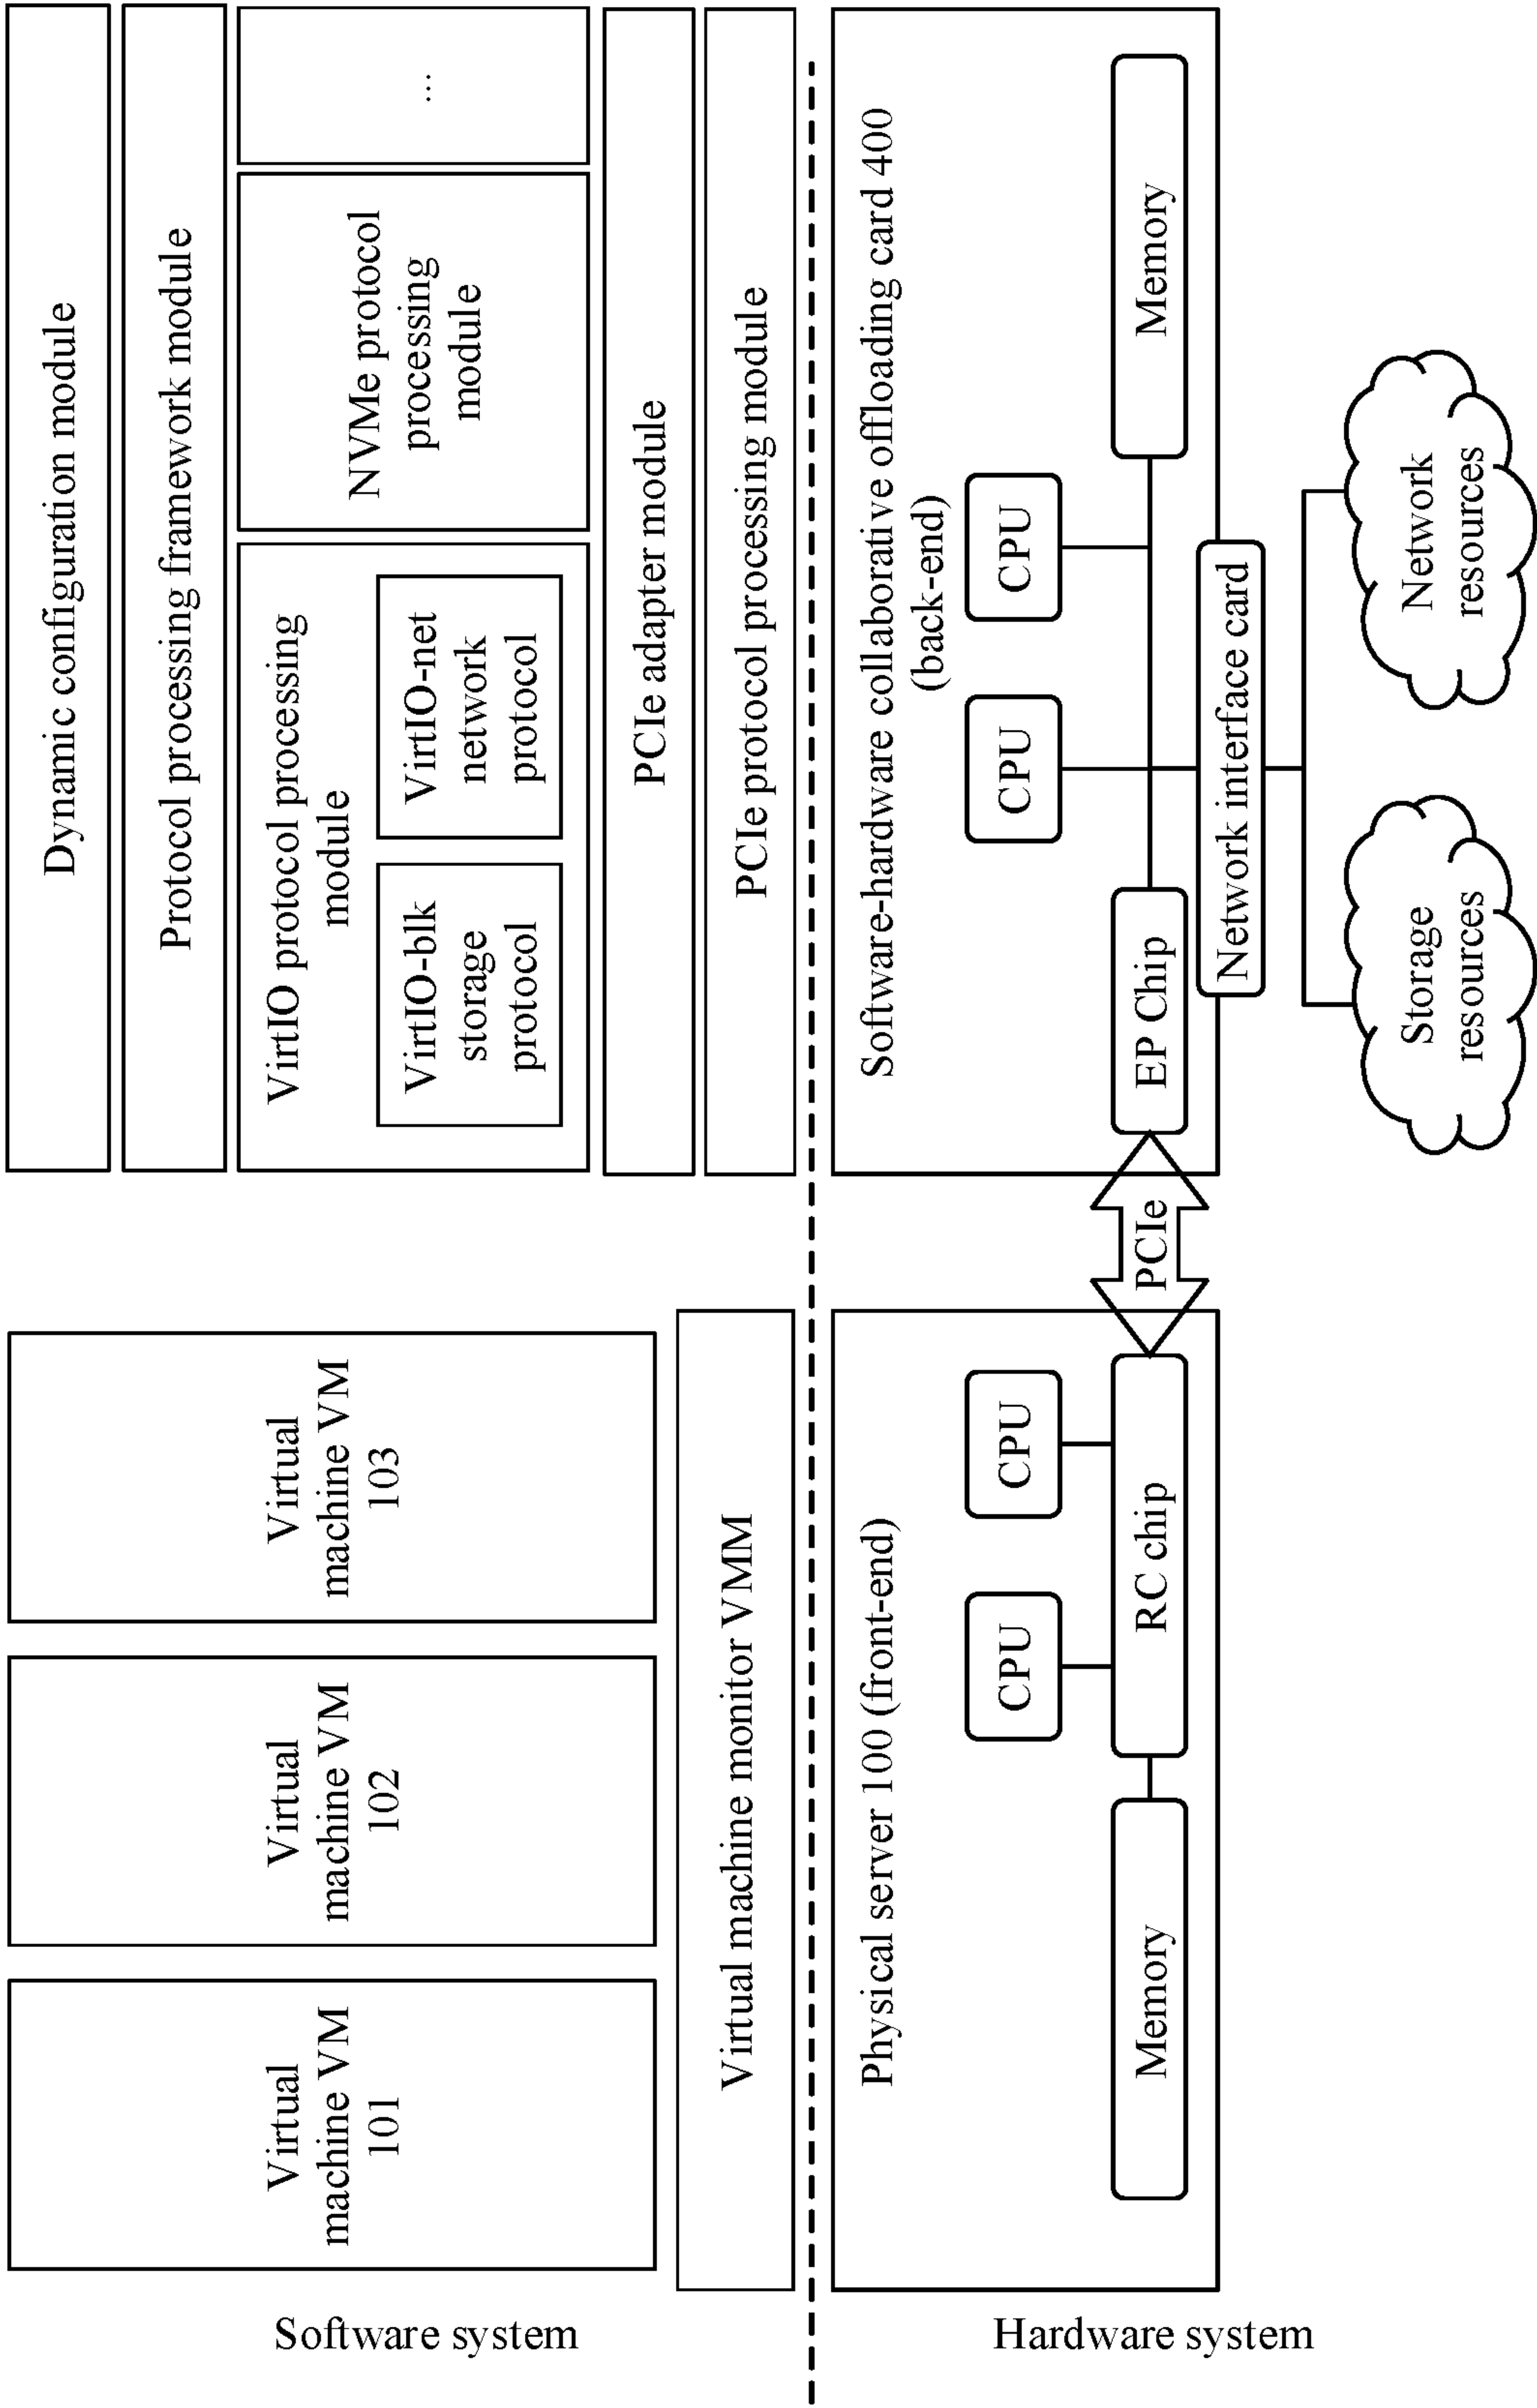 Software system
Virtual
machine VM
101
Virtual
machine VM
102
Virtual
machine VM
103
Virtual machine monitor VMM
Dynamic configuration module
Protocol processing framework module
VirtIO protocol processing
module
VirtIO-blk
storage
protocol
VirtIO-net
network
protocol
NVMe protocol
processing
module
...
PCIe adapter module
PCIe protocol processing module
Hardware system
Physical server 100 (front-end)
CPU
CPU
Memory
RC chip
PCIe
Software-hardware collaborative offloading card 400
(back-end)
CPU
CPU
EP Chip
Memory
Network interface card
Storage
resources
Network
resources